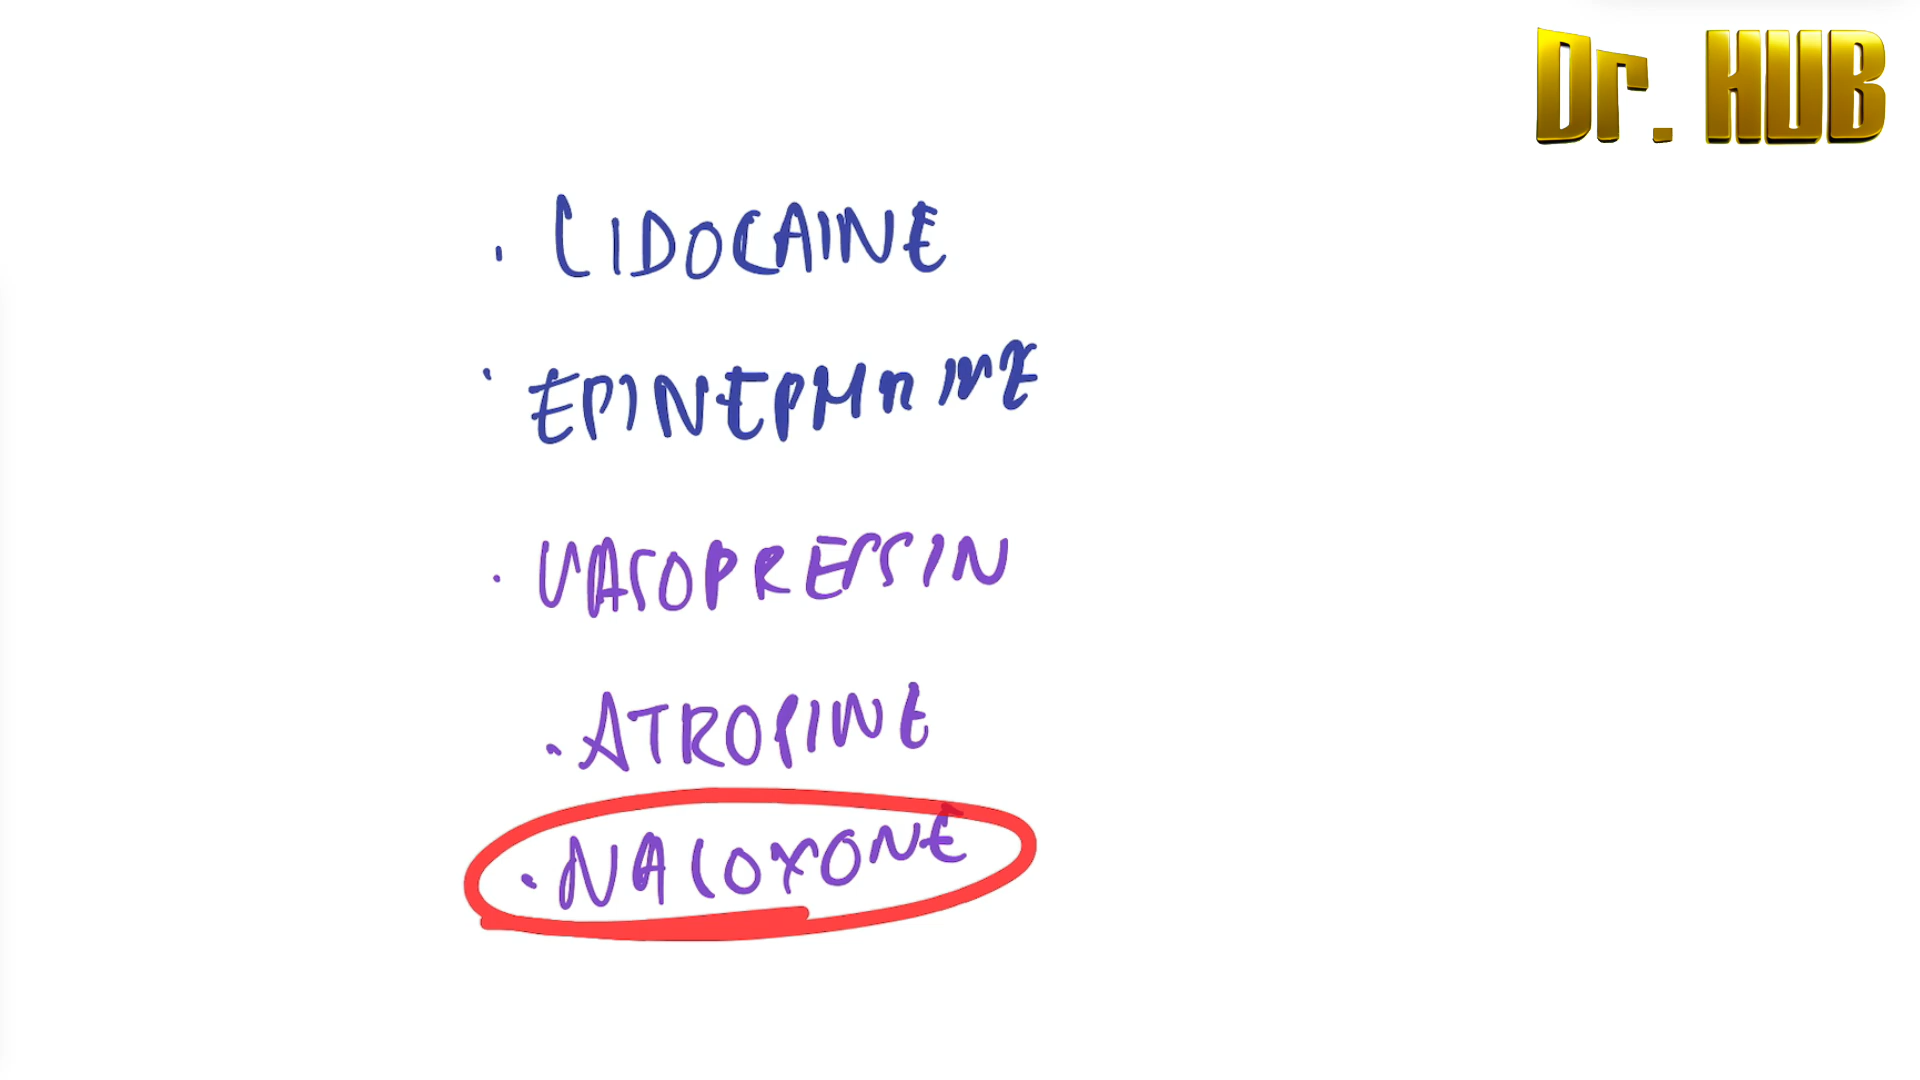 Dr. HUB
· LIDOCAINE
· EPINEPHRINE
· VASOPRESSIN
· ATROPINE
· NALOXONE